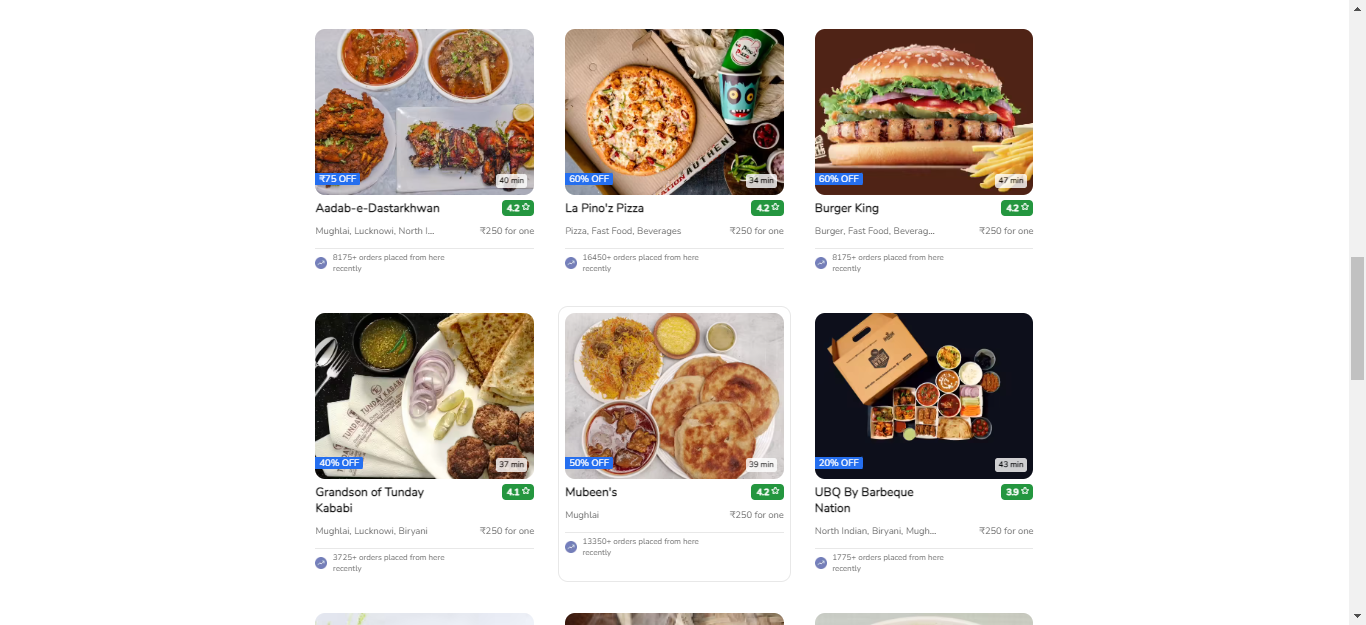 ₹75 OFF
40 min
60% OFF
34 min
60% OFF
47 min
Aadab-e-Dastarkhwan
4.2
La Pino'z Pizza
4.2
Burger King
4.2
Mughlai, Lucknowi, North I...
₹250 for one
Pizza, Fast Food, Beverages
₹250 for one
Burger, Fast Food, Beverag...
₹250 for one
8175+ orders placed from here
recently
16450+ orders placed from here
recently
8175+ orders placed from here
recently
TUNDAY KABABI
40% OFF
37 min
50% OFF
39 min
20% OFF
43 min
Grandson of Tunday
Kababi
4.1
Mubeen's
4.2
UBQ By Barbeque
Nation
3.9
Mughlai, Lucknowi, Biryani
₹250 for one
Mughlai
₹250 for one
North Indian, Biryani, Mugh...
₹250 for one
3725+ orders placed from here
recently
13350+ orders placed from here
recently
1775+ orders placed from here
recently